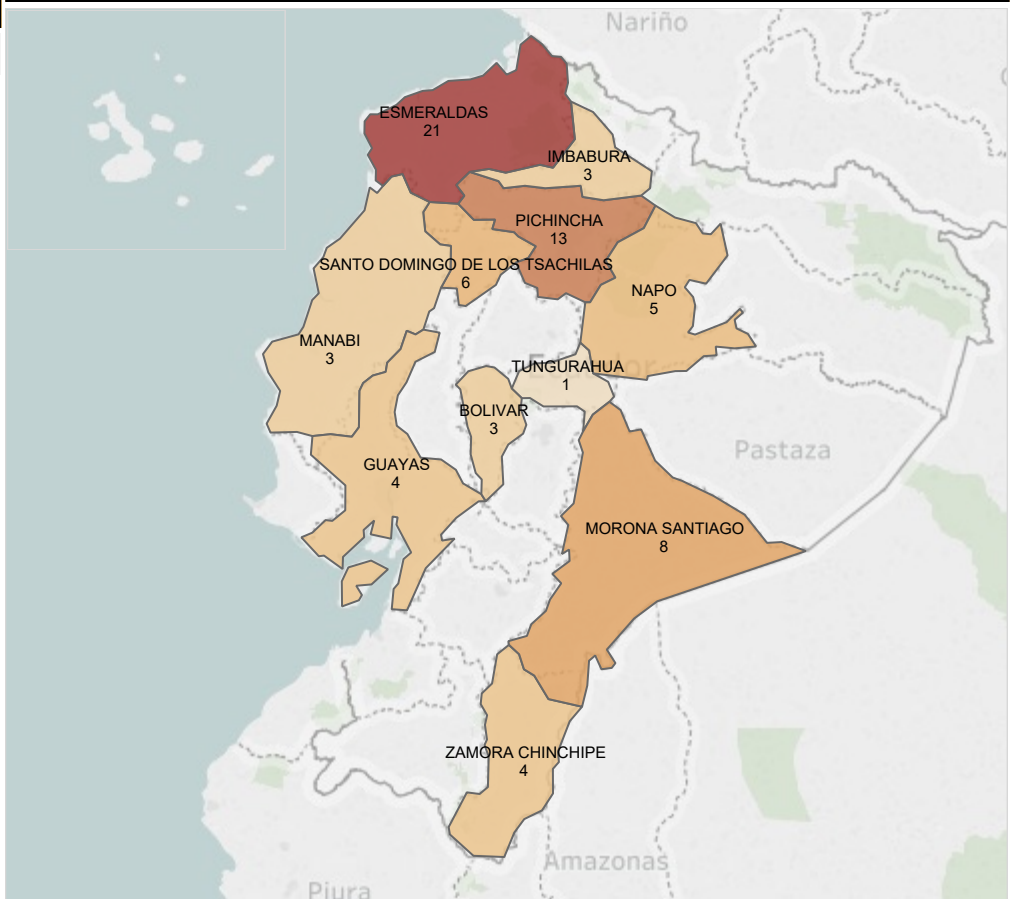 Nariño
ESMERALDAS
21
IMBABURA
3
PICHINCHA
13
SANTO DOMINGO DE LOS TSACHILAS
6
NAPO
5
MANABI
3
TUNGURAHUA
1
BOLIVAR
3
Pastaza
GUAYAS
4
MORONA SANTIAGO
8
ZAMORA CHINCHIPE
4
Amazonas
Piura